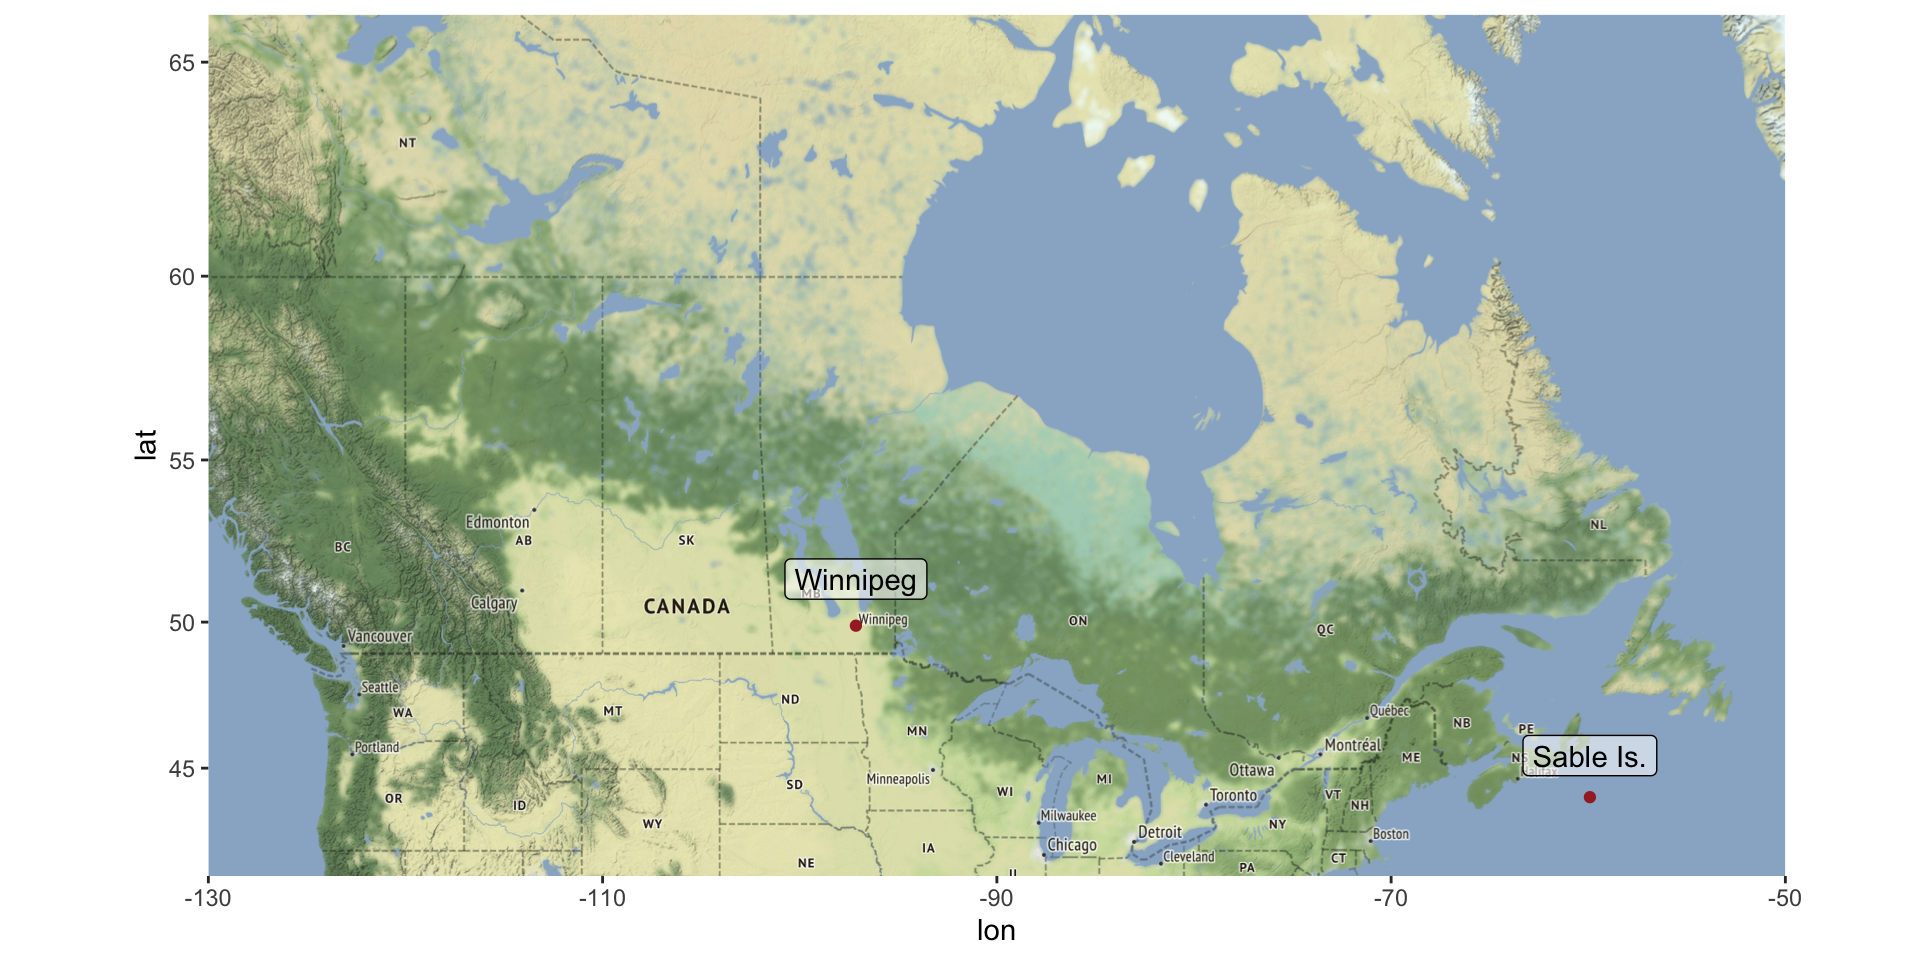 65
NT
60
lat
55
Edmonton
AB
SK
BC
NL
Winnipeg
MB
Calgary
CANADA
50
Winnipeg
ON
QC
Vancouver
Seattle
WA
MT
ND
MN
Québec
NB
PE
Portland
Montréal
ME
NS
Sable Is.
Halifax
45
Minneapolis
Ottawa
OR
ID
SD
WI
MI
Toronto
VT
NH
WY
Milwaukee
NY
Detroit
Boston
Chicago
Cleveland
IA
NE
CT
PA
-130
-110
-90
-70
-50
lon